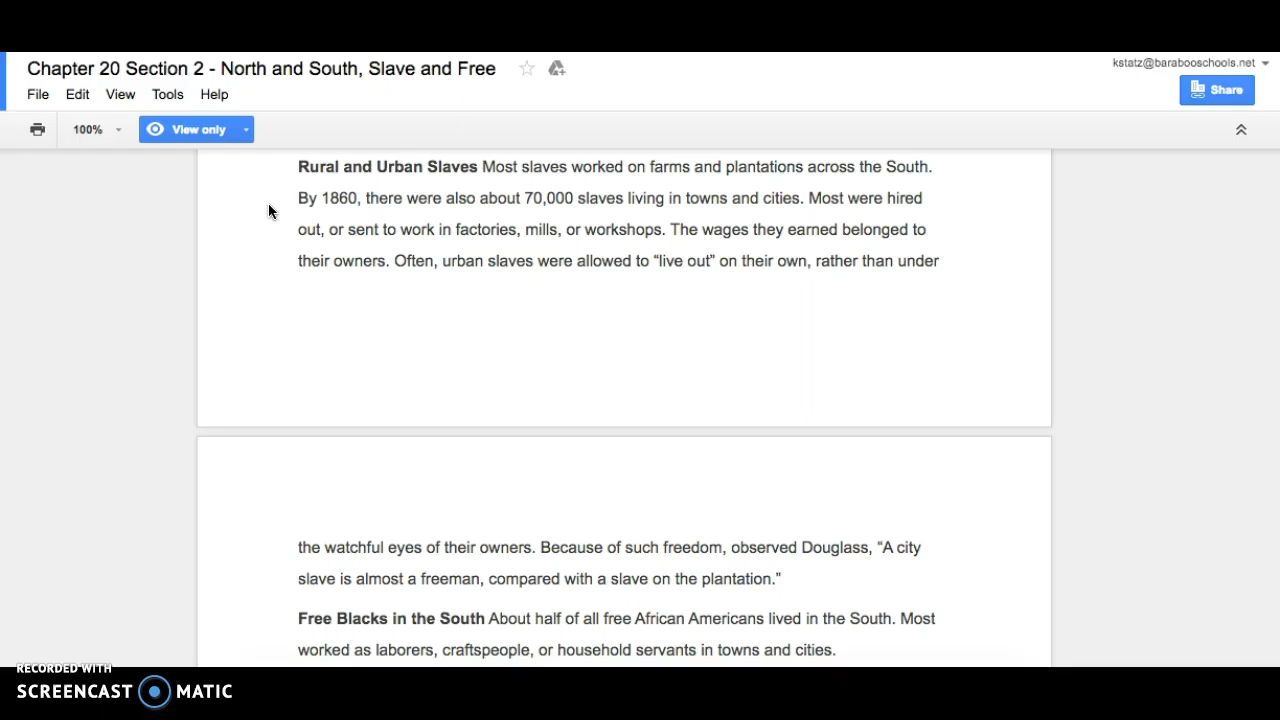 Chapter 20 Section 2 - North and South, Slave and Free
kstatz@barabooschools.net
File Edit View Tools Help
Share
100% View only
Rural and Urban Slaves Most slaves worked on farms and plantations across the South.
By 1860, there were also about 70,000 slaves living in towns and cities. Most were hired
out, or sent to work in factories, mills, or workshops. The wages they earned belonged to
their owners. Often, urban slaves were allowed to “live out” on their own, rather than under
the watchful eyes of their owners. Because of such freedom, observed Douglass, “A city
slave is almost a freeman, compared with a slave on the plantation.”
Free Blacks in the South About half of all free African Americans lived in the South. Most
worked as laborers, craftspeople, or household servants in towns and cities.
RECORDED WITH
SCREENCAST MATIC